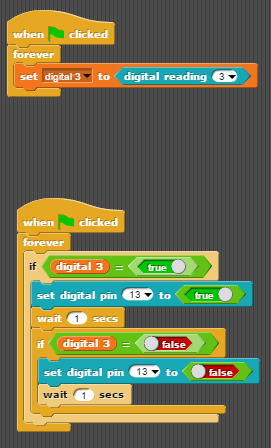 when clicked
forever
set digital 3 to digital reading 3
when clicked
forever
if digital 3 = true
set digital pin 13 to true
wait 1 secs
if digital 3 = false
set digital pin 13 to false
wait 1 secs